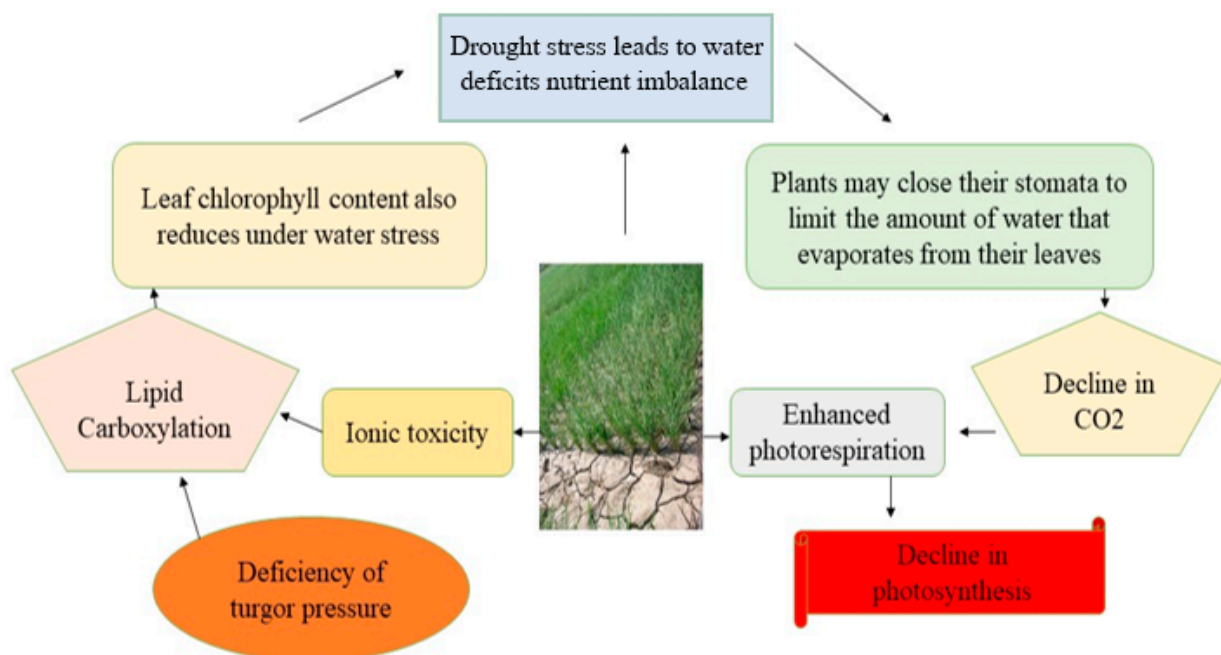 Drought stress leads to water
deficits nutrient imbalance
Leaf chlorophyll content also
reduces under water stress
Plants may close their stomata to
limit the amount of water that
evaporates from their leaves
Lipid
Carboxylation
Ionic toxicity
Enhanced
photorespiration
Decline in
CO2
Deficiency of
turgor pressure
Decline in
photosynthesis